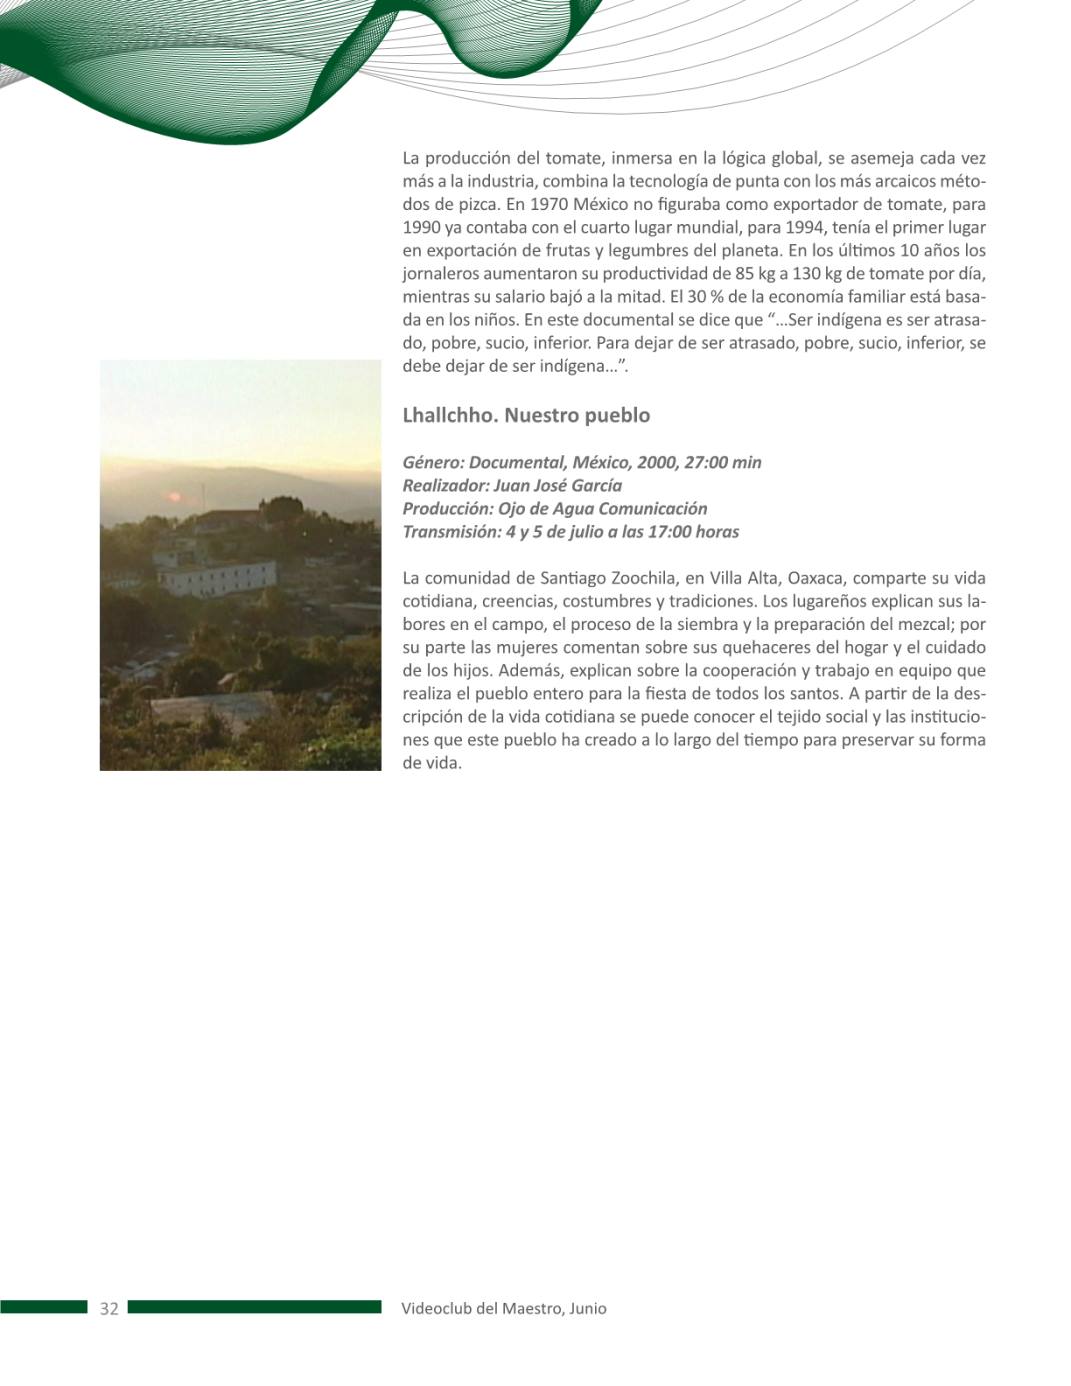 La producción del tomate, inmersa en la lógica global, se asemeja cada vez
más a la industria, combina la tecnología de punta con los más arcaicos méto-
dos de pizca. En 1970 México no figuraba como exportador de tomate, para
1990 ya contaba con el cuarto lugar mundial, para 1994, tenía el primer lugar
en exportación de frutas y legumbres del planeta. En los últimos 10 años los
jornaleros aumentaron su productividad de 85 kg a 130 kg de tomate por día,
mientras su salario bajó a la mitad. El 30 % de la economía familiar está basa-
da en los niños. En este documental se dice que “...Ser indígena es ser atrasa-
do, pobre, sucio, inferior. Para dejar de ser atrasado, pobre, sucio, inferior, se
debe dejar de ser indígena...”.
Lhallchho. Nuestro pueblo
Género: Documental, México, 2000, 27:00 min
Realizador: Juan José García
Producción: Ojo de Agua Comunicación
Transmisión: 4 y 5 de julio a las 17:00 horas
La comunidad de Santiago Zoochila, en Villa Alta, Oaxaca, comparte su vida
cotidiana, creencias, costumbres y tradiciones. Los lugareños explican sus la-
bores en el campo, el proceso de la siembra y la preparación del mezcal; por
su parte las mujeres comentan sobre sus quehaceres del hogar y el cuidado
de los hijos. Además, explican sobre la cooperación y trabajo en equipo que
realiza el pueblo entero para la fiesta de todos los santos. A partir de la des-
cripción de la vida cotidiana se puede conocer el tejido social y las institucio-
nes que este pueblo ha creado a lo largo del tiempo para preservar su forma
de vida.
32
Videoclub del Maestro, Junio